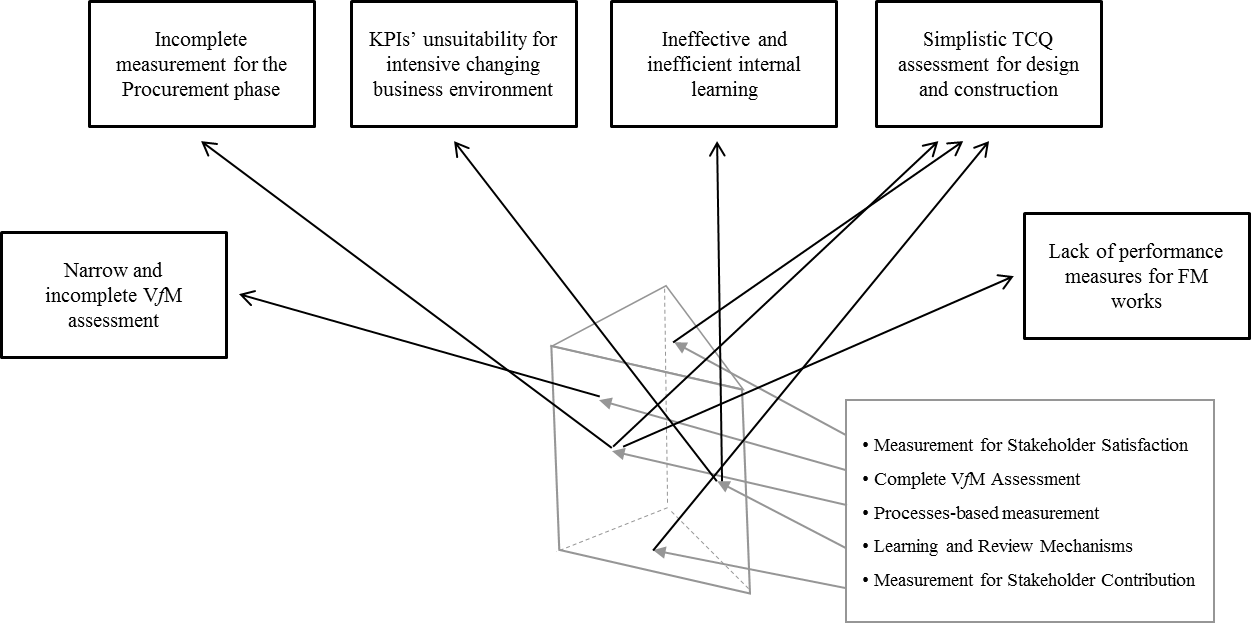 Incomplete
measurement for the
Procurement phase
KPIs’ unsuitability for
intensive changing
business environment
Ineffective and
inefficient internal
learning
Simplistic TCQ
assessment for design
and construction
Narrow and
incomplete VfM
assessment
Lack of performance
measures for FM
works
• Measurement for Stakeholder Satisfaction
• Complete VfM Assessment
• Processes-based measurement
• Learning and Review Mechanisms
• Measurement for Stakeholder Contribution